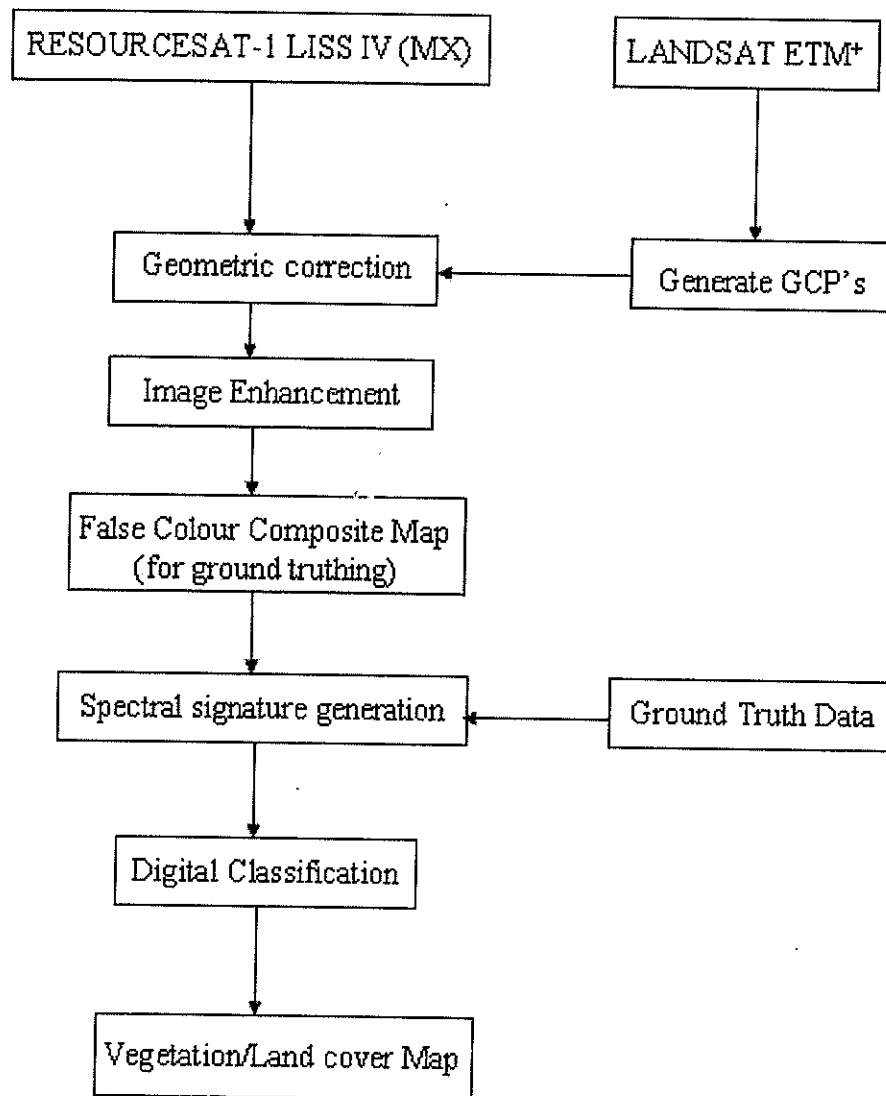 RESOURCESAT-1 LISS IV (MX)
LANDSAT ETM+
Geometric correction
Generate GCP's
Image Enhancement
False Colour Composite Map
(for ground truthing)
Spectral signature generation
Ground Truth Data
Digital Classification
Vegetation/Land cover Map